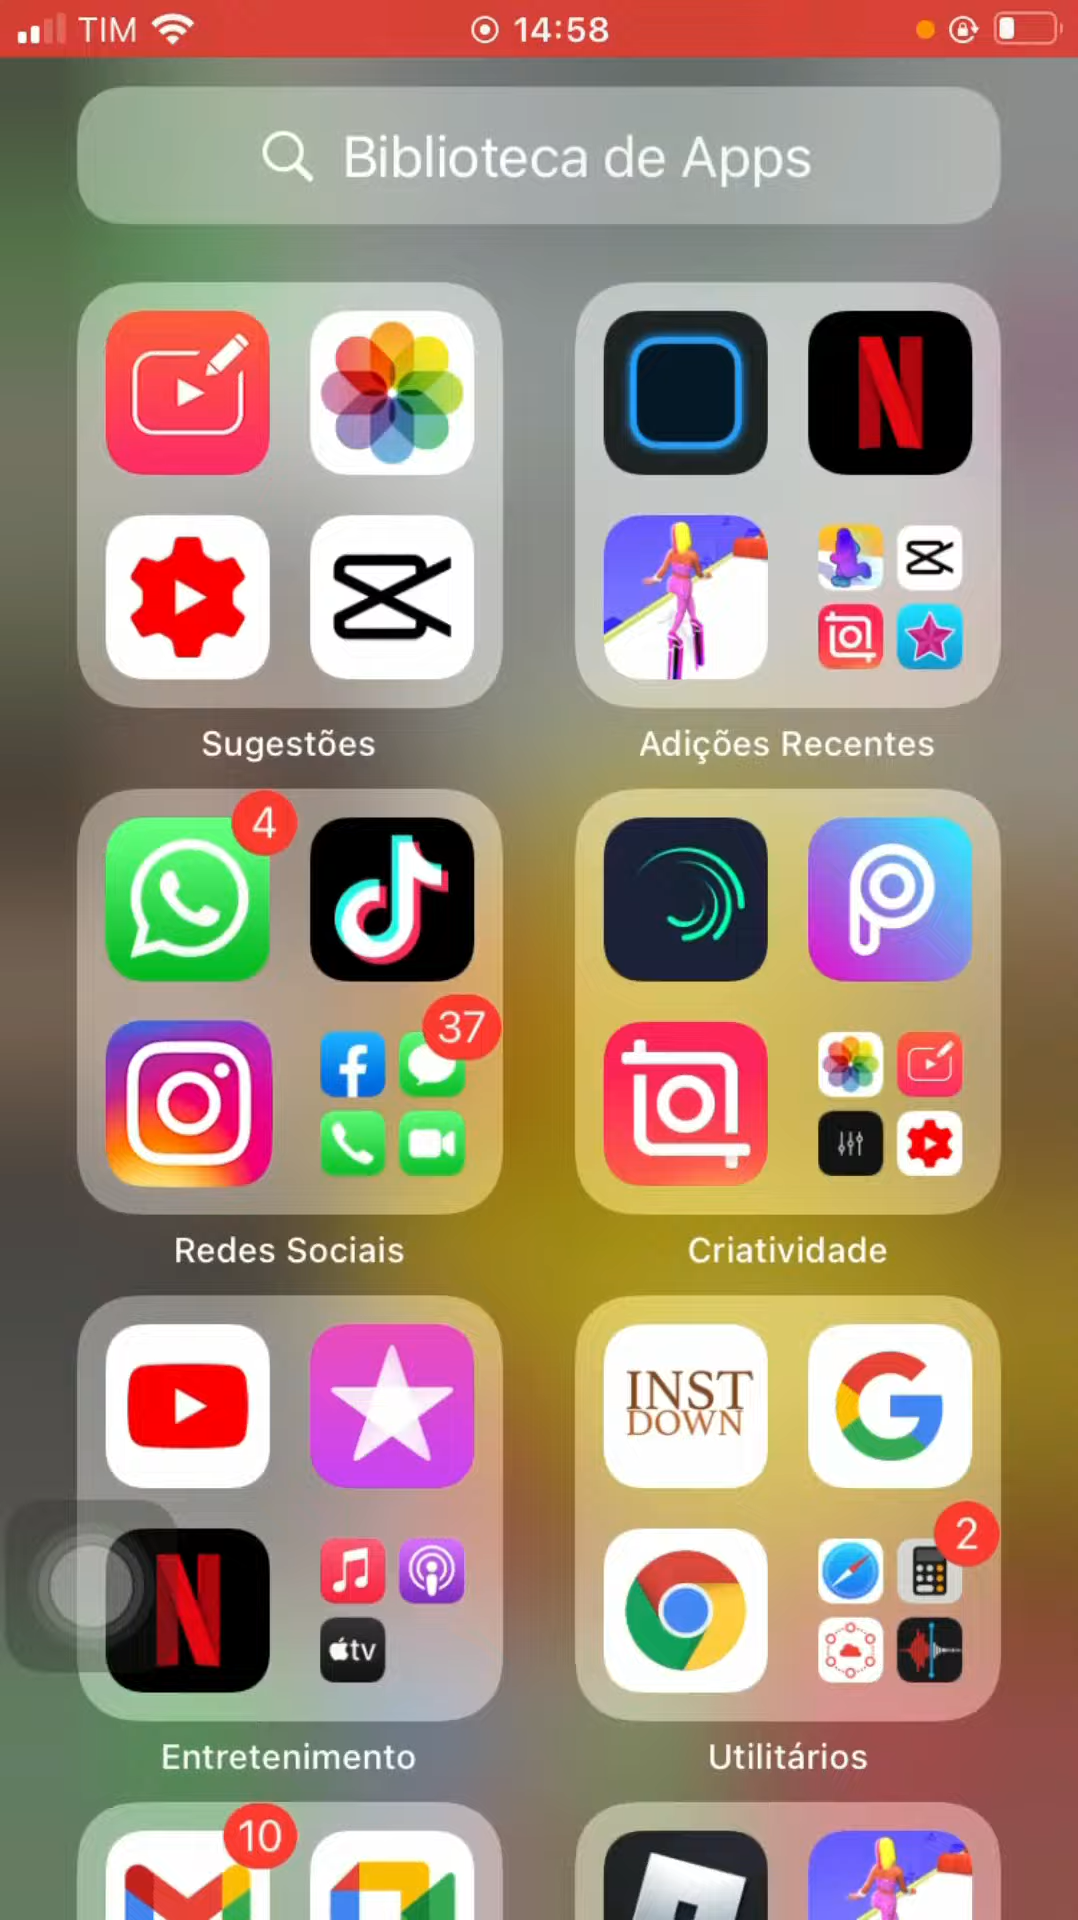 TIM
14:58
Biblioteca de Apps
Sugestões
Adições Recentes
4
37
Redes Sociais
Criatividade
INST
DOWN
2
tv
Entretenimento
Utilitários
10